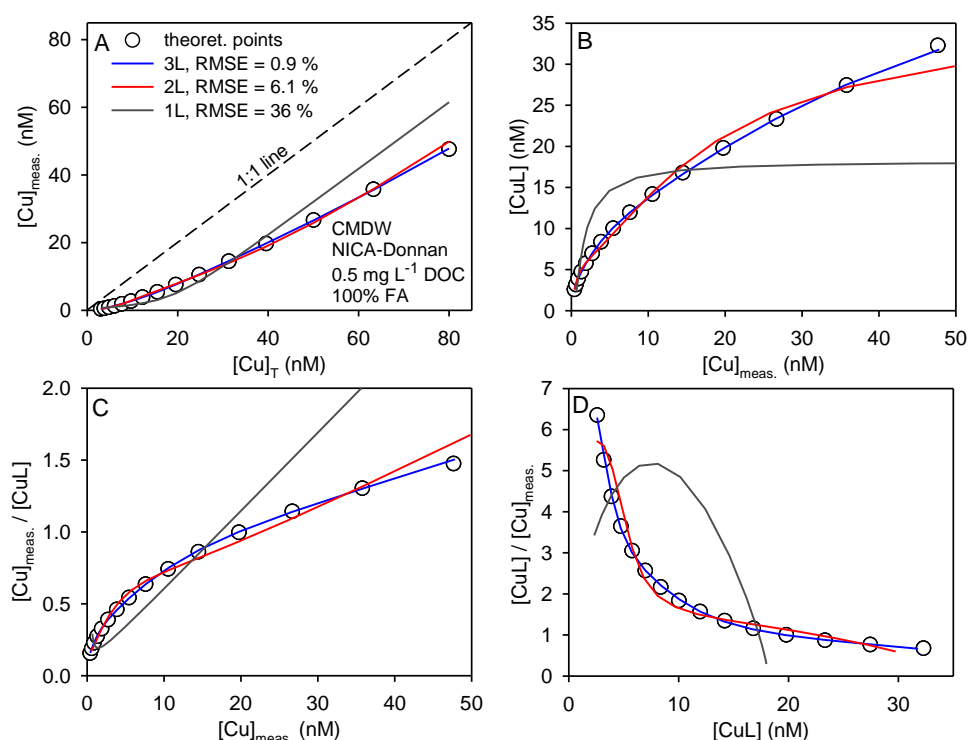 A
theoret. points
3L, RMSE = 0.9 %
2L, RMSE = 6.1 %
1L, RMSE = 36 %
1:1 line
CMDW
NICA-Donnan
0.5 mg L⁻¹ DOC
100% FA
80
60
40
20
0
[Cu]meas. (nM)
0 20 40 60 80
[Cu]T (nM)
B
35
30
25
20
15
10
5
0
[CuL] (nM)
0 10 20 30 40 50
[Cu]meas. (nM)
C
2.0
1.5
1.0
0.5
0.0
[Cu]meas. / [CuL]
0 10 20 30 40 50
[Cu]meas. (nM)
D
7
6
5
4
3
2
1
0
[CuL] / [Cu]meas.
0 10 20 30
[CuL] (nM)